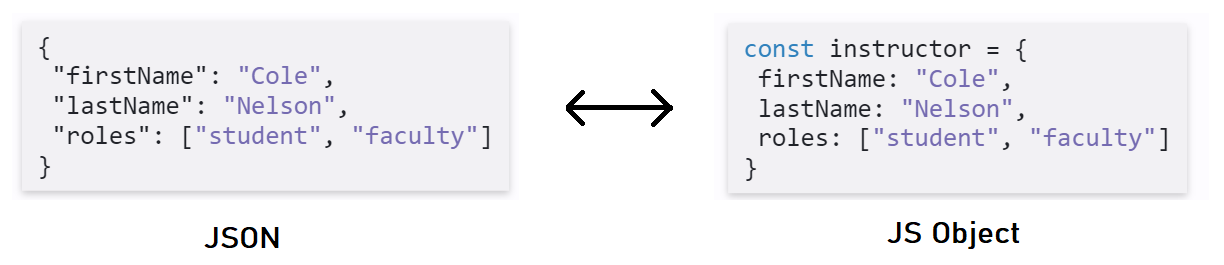 {
 "firstName": "Cole",
 "lastName": "Nelson",
 "roles": ["student", "faculty"]
}
JSON
const instructor = {
 firstName: "Cole",
 lastName: "Nelson",
 roles: ["student", "faculty"]
}
JS Object